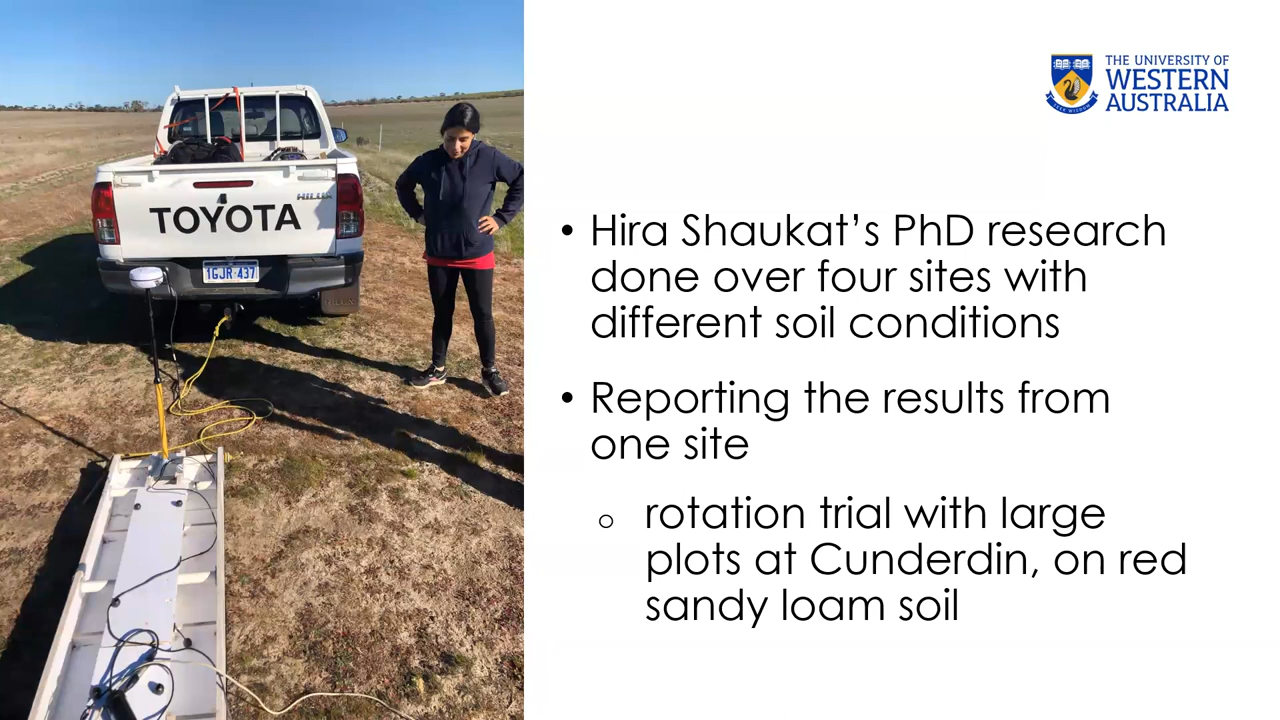 THE UNIVERSITY OF
WESTERN
AUSTRALIA
HILUX
TOYOTA
1GJR 437
• Hira Shaukat’s PhD research
done over four sites with
different soil conditions
• Reporting the results from
one site
o rotation trial with large
plots at Cunderdin, on red
sandy loam soil